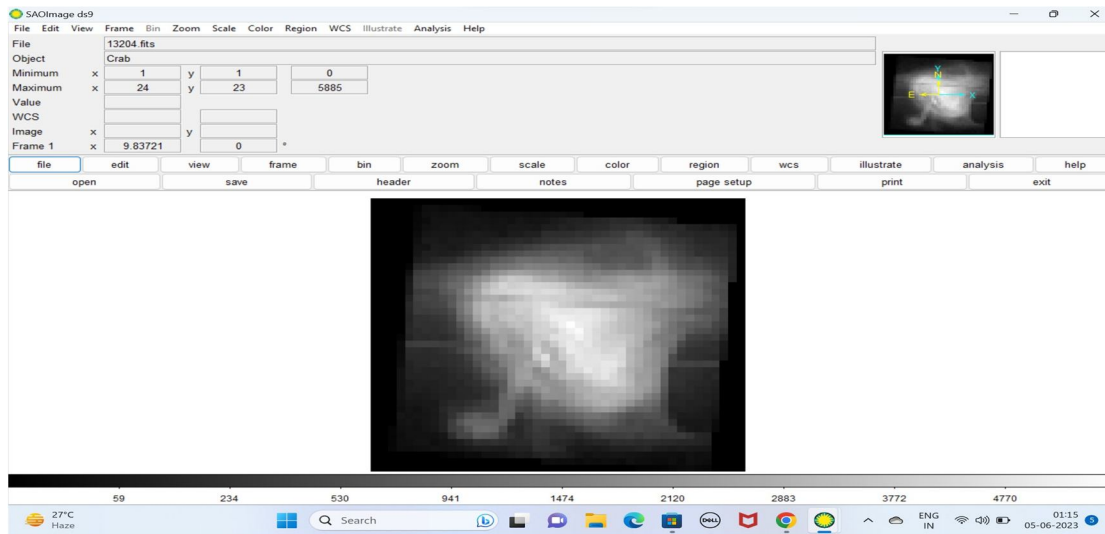 SAOImage ds9
File Edit View Frame Bin Zoom Scale Color Region WCS Illustrate Analysis Help
File 13204.fits
Object Crab
Minimum x 1 y 1 0
Maximum x 24 y 23 5885
Value
WCS
Image x y
Frame 1 x 9.83721 0 °
N
E
Y
X
file edit view frame bin zoom scale color region wcs illustrate analysis help
open save header notes page setup print exit
59 234 530 941 1474 2120 2883 3772 4770
27°C
Haze
Search
DELL
ENG
IN
01:15
05-06-2023
5